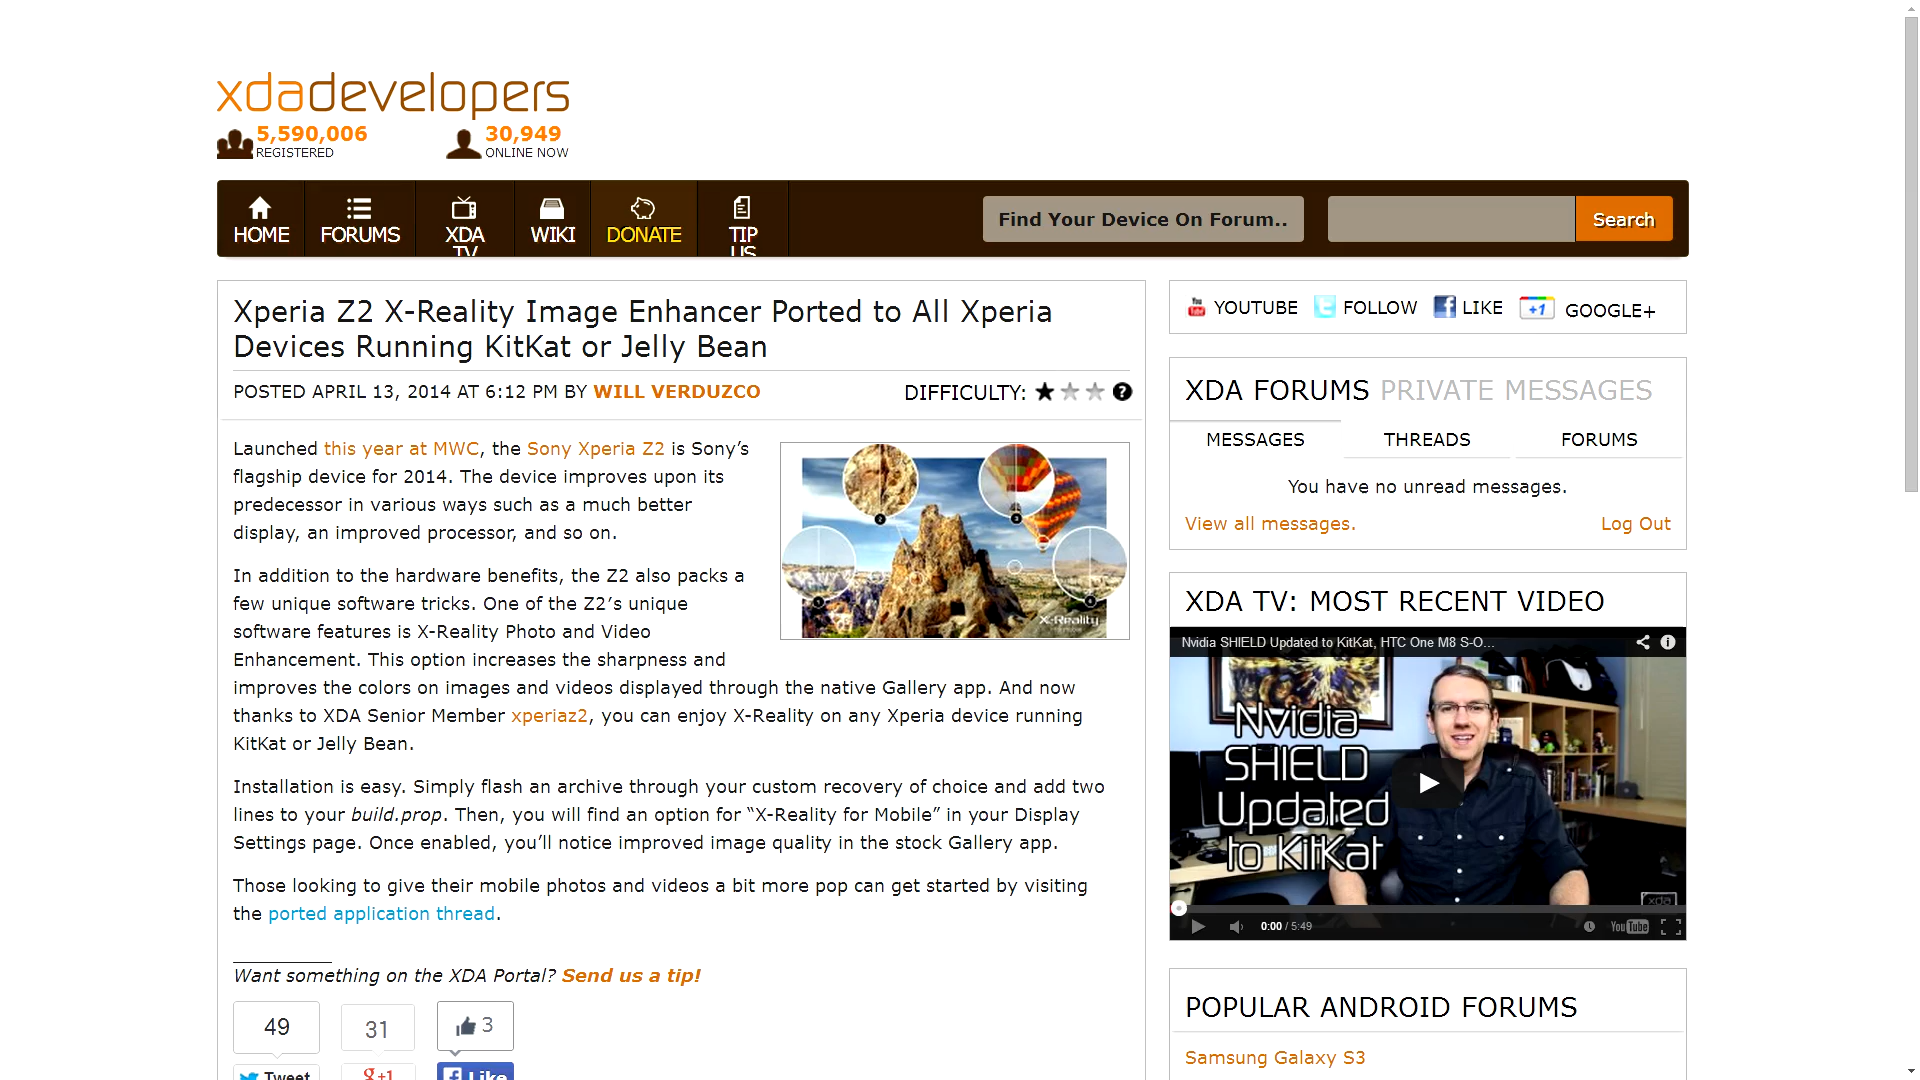 xdadevelopers
5,590,006
REGISTERED
30,949
ONLINE NOW
HOME
FORUMS
XDA
TV
WIKI
DONATE
TIP
US
Find Your Device On Forum..
Search
Xperia Z2 X-Reality Image Enhancer Ported to All Xperia
Devices Running KitKat or Jelly Bean
POSTED APRIL 13, 2014 AT 6:12 PM BY WILL VERDUZCO
DIFFICULTY:
?
Launched this year at MWC, the Sony Xperia Z2 is Sony’s
flagship device for 2014. The device improves upon its
predecessor in various ways such as a much better
display, an improved processor, and so on.
In addition to the hardware benefits, the Z2 also packs a
few unique software tricks. One of the Z2’s unique
software features is X-Reality Photo and Video
Enhancement. This option increases the sharpness and
improves the colors on images and videos displayed through the native Gallery app. And now
thanks to XDA Senior Member xperiaz2, you can enjoy X-Reality on any Xperia device running
KitKat or Jelly Bean.
1
2
3
4
X-Reality
Installation is easy. Simply flash an archive through your custom recovery of choice and add two
lines to your build.prop. Then, you will find an option for “X-Reality for Mobile” in your Display
Settings page. Once enabled, you’ll notice improved image quality in the stock Gallery app.
Those looking to give their mobile photos and videos a bit more pop can get started by visiting
the ported application thread.
Want something on the XDA Portal? Send us a tip!
49
31
3
Tweet
g+1
Like
You Tube
YOUTUBE
FOLLOW
LIKE
+1
GOOGLE+
XDA FORUMS
PRIVATE MESSAGES
MESSAGES
THREADS
FORUMS
You have no unread messages.
View all messages.
Log Out
XDA TV: MOST RECENT VIDEO
Nvidia SHIELD Updated to KitKat, HTC One M8 S-O...
Nvidia
SHIELD
Updated
to KitKat
xda
0:00 / 5:49
YouTube
POPULAR ANDROID FORUMS
Samsung Galaxy S3